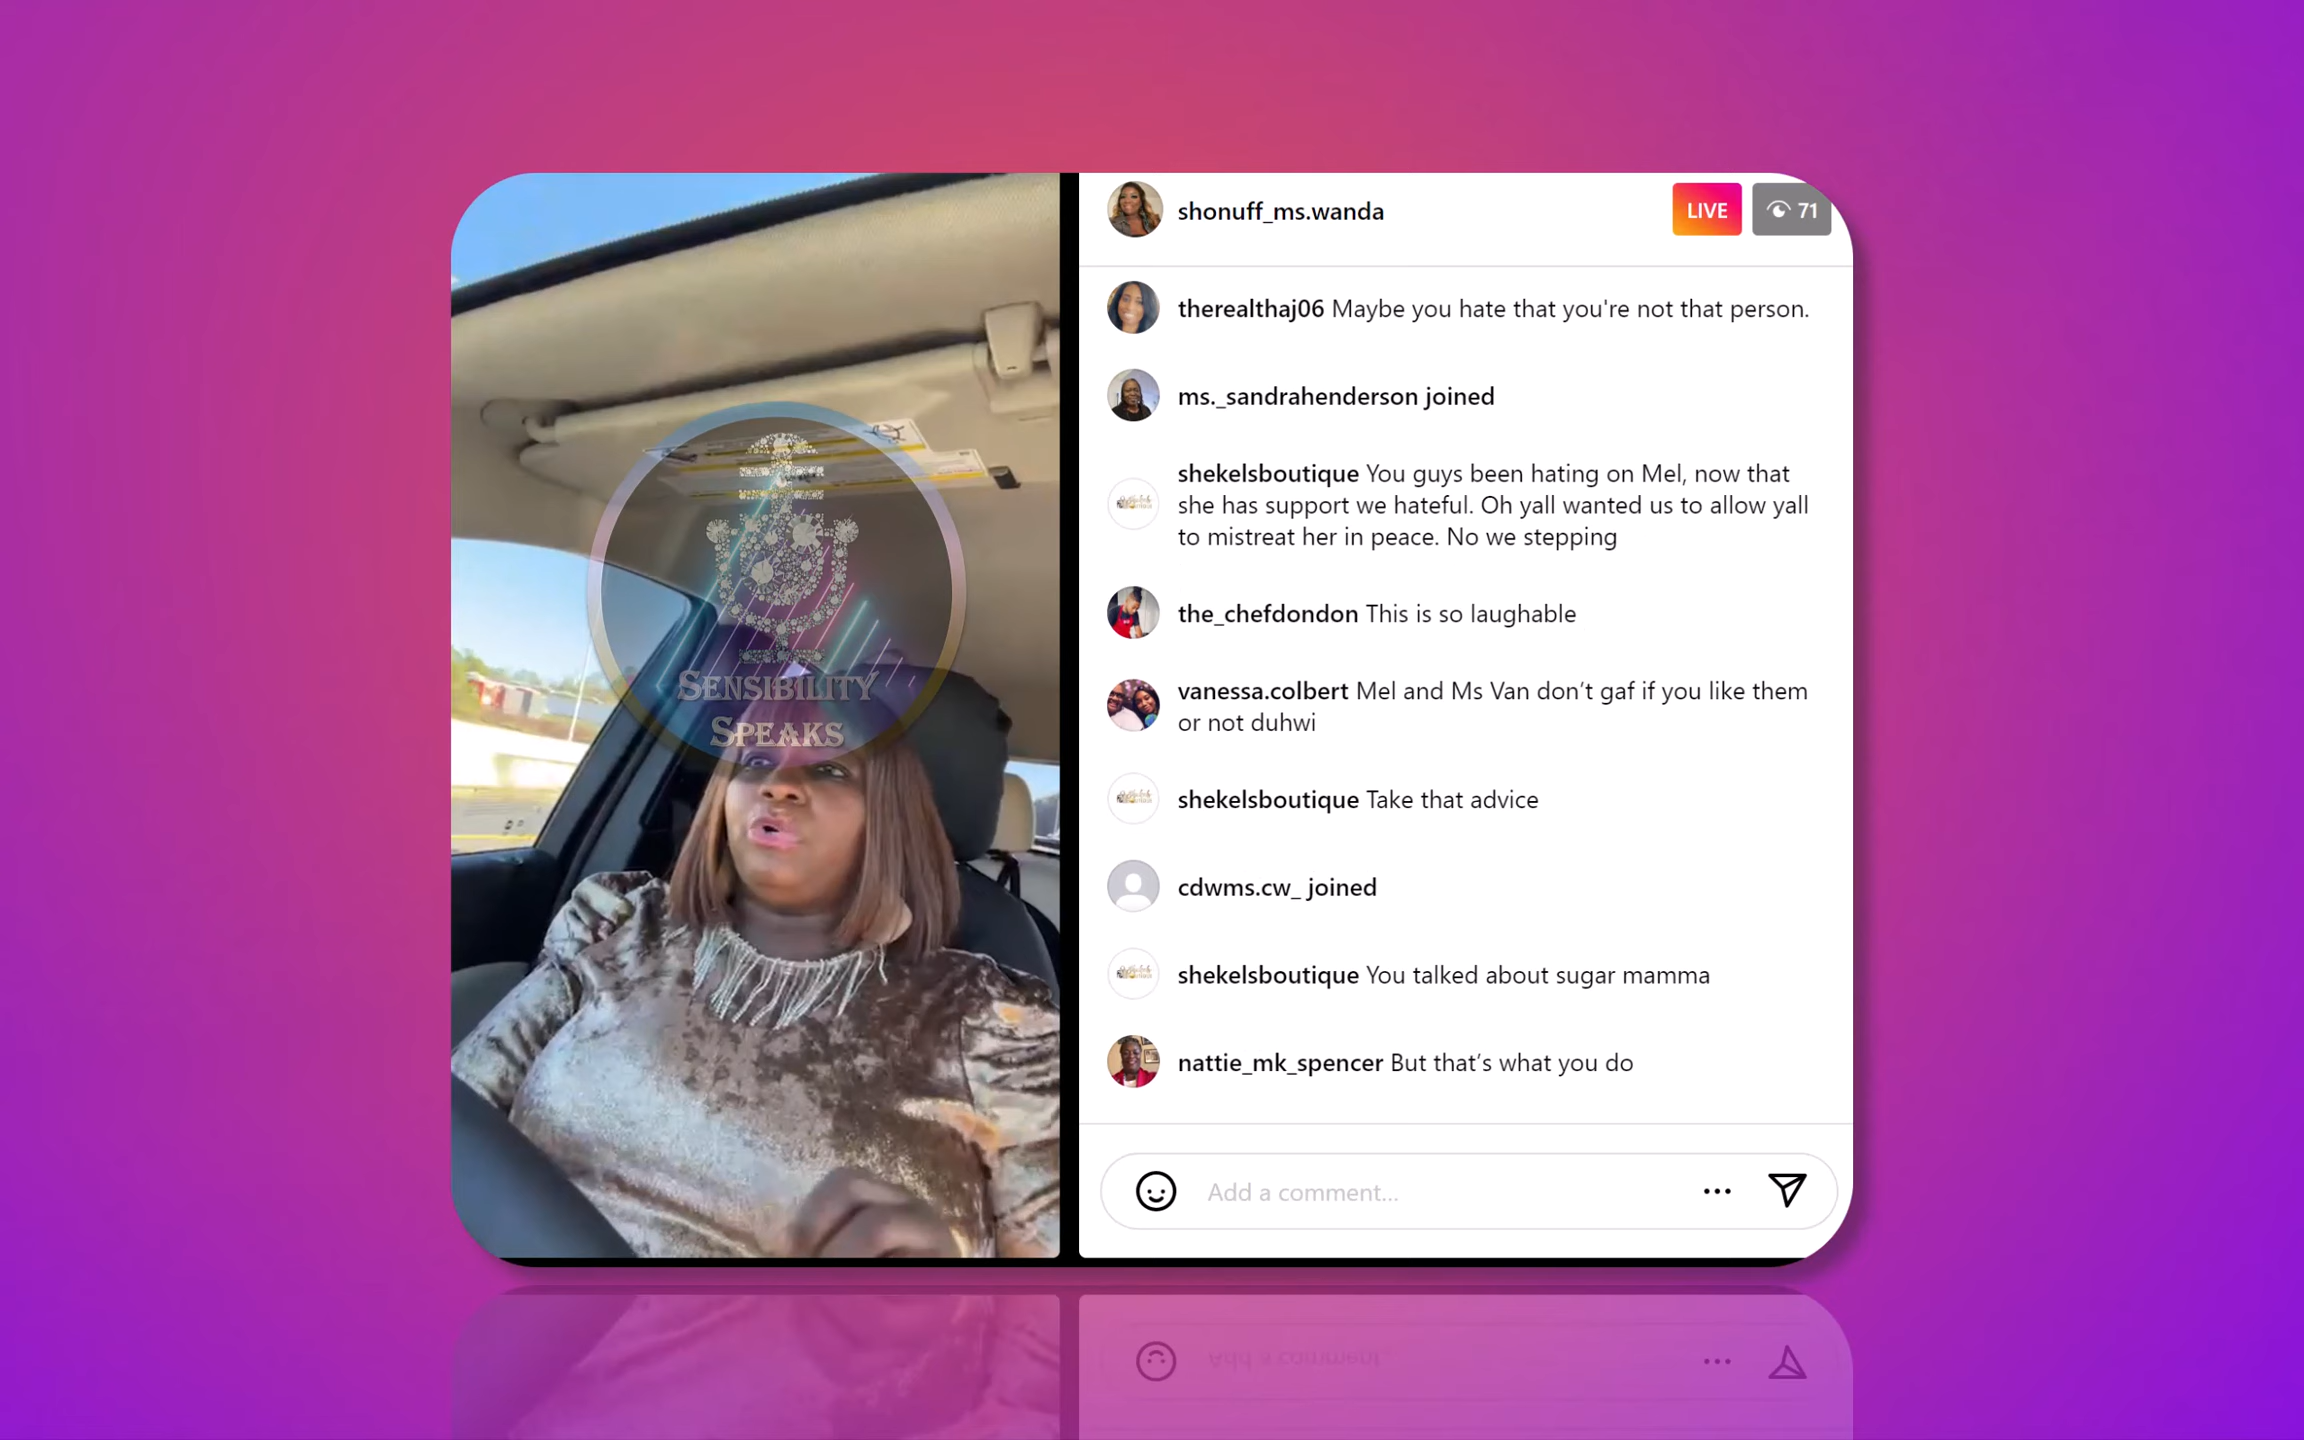 SENSIBILITY
SPEAKS
shonuff_ms.wanda
LIVE
71
therealthaj06 Maybe you hate that you're not that person.
ms._sandrahenderson joined
shekelsboutique You guys been hating on Mel, now that
she has support we hateful. Oh yall wanted us to allow yall
to mistreat her in peace. No we stepping
the_chefdondon This is so laughable
vanessa.colbert Mel and Ms Van don’t gaf if you like them
or not duhwi
shekelsboutique Take that advice
cdwms.cw_ joined
shekelsboutique You talked about sugar mamma
nattie_mk_spencer But that’s what you do
Add a comment...
Add a comment